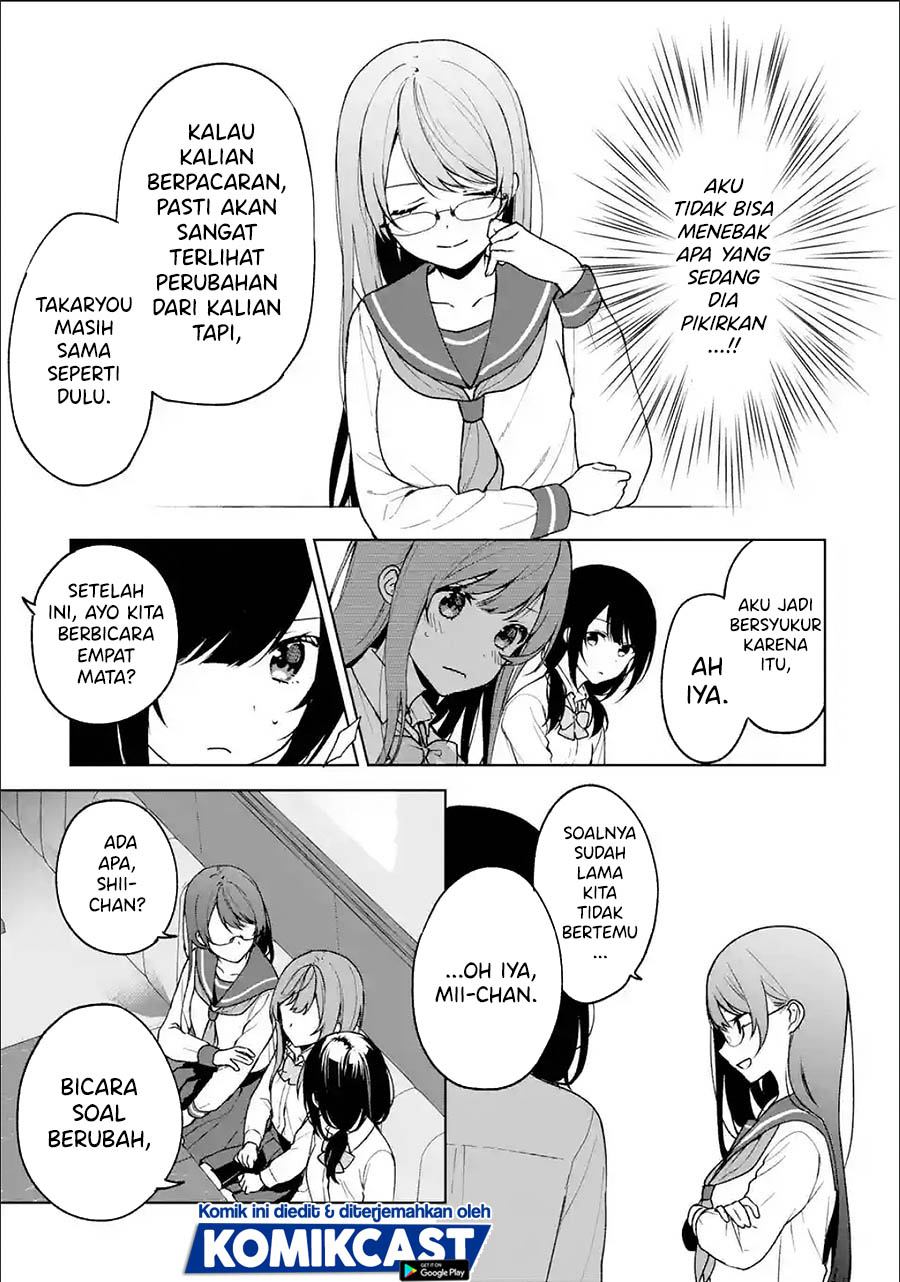 AKU
TIDAK BISA
MENEBAK
APA YANG
SEDANG
DIA
PIKIRKAN
...!!
KALAU
KALIAN
BERPACARAN,
PASTI AKAN
SANGAT
TERLIHAT
PERUBAHAN
DARI KALIAN
TAPI,
TAKARYOU
MASIH
SAMA
SEPERTI
DULU.
AKU JADI
BERSYUKUR
KARENA
ITU,
AH
IYA.
SETELAH
INI, AYO KITA
BERBICARA
EMPAT
MATA?
SOALNYA
SUDAH
LAMA
KITA
TIDAK
BERTEMU
...
...OH IYA,
MII-CHAN.
ADA
APA,
SHII-
CHAN?
BICARA
SOAL
BERUBAH,
Komik ini diedit & diterjemahkan oleh
KOMIKCAST
GET IT ON
Google Play